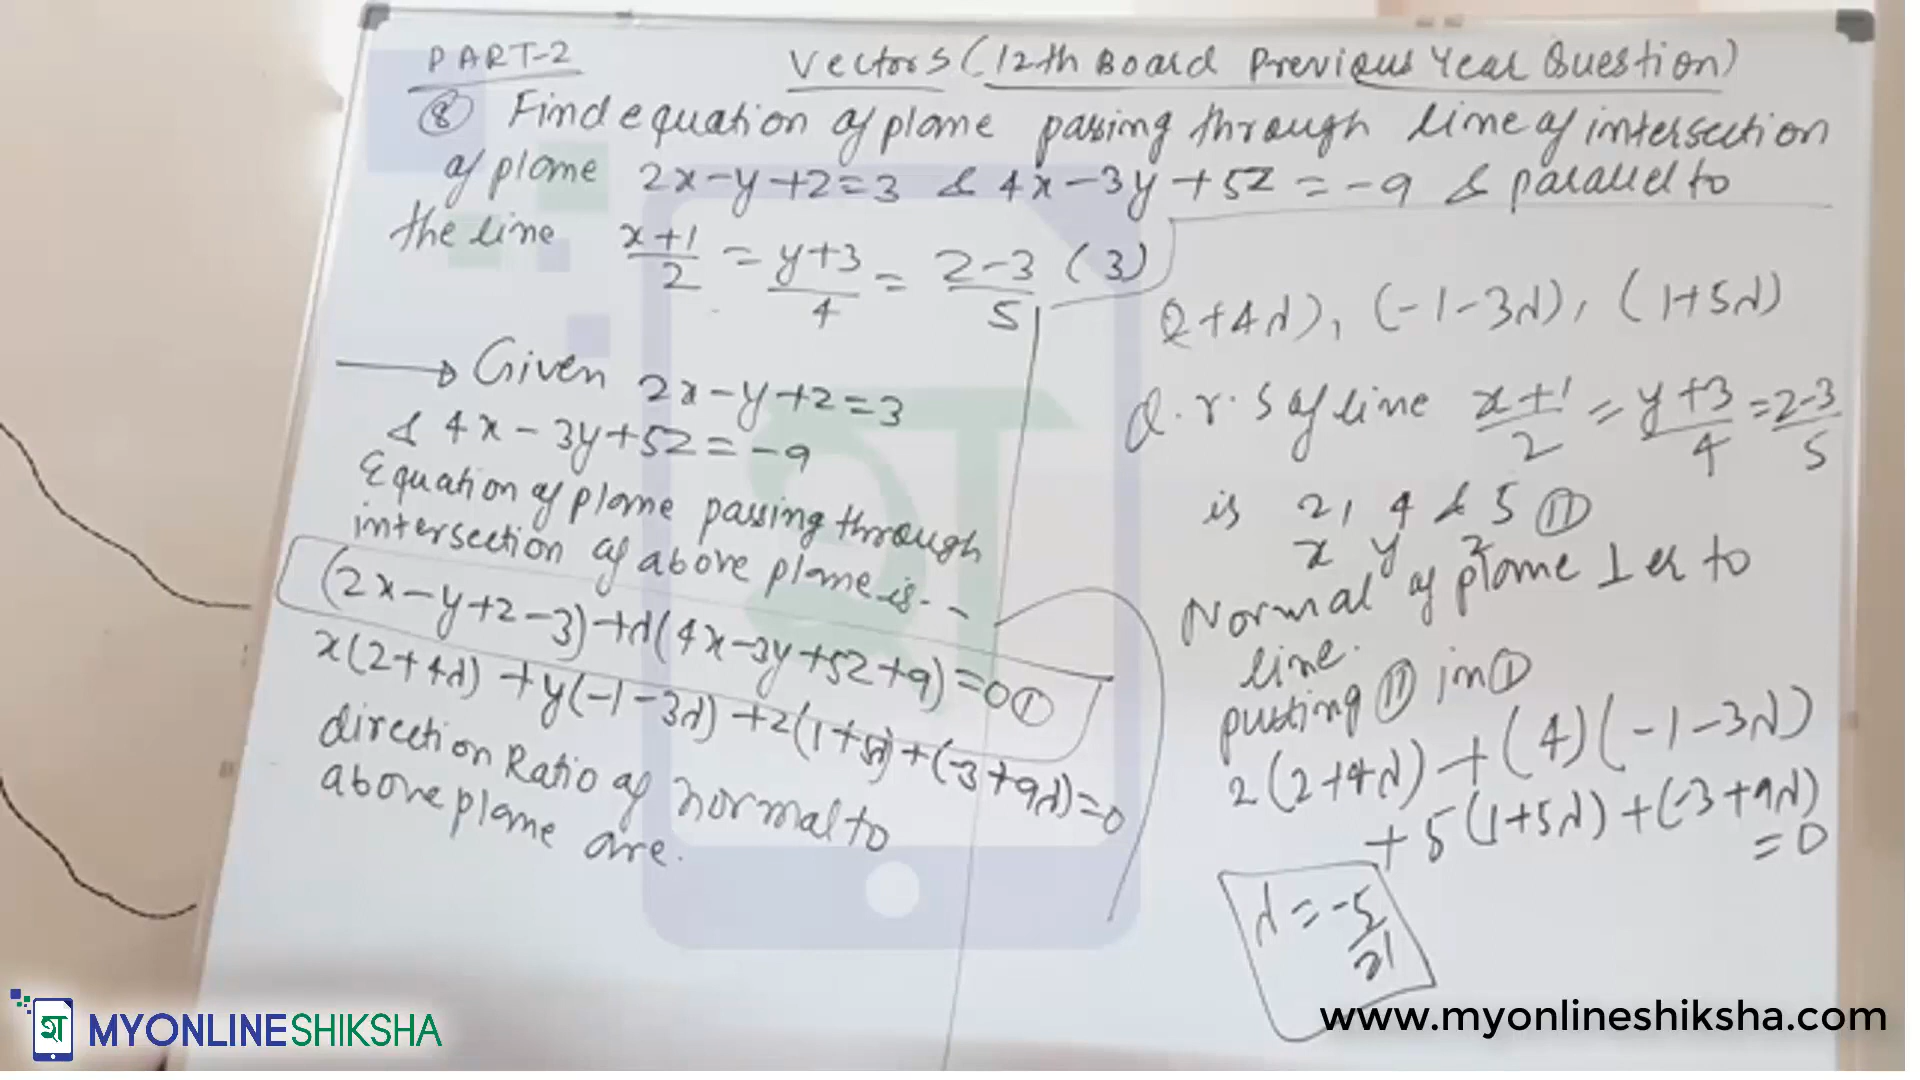 PART-2
Vectors (12th Board Previous Year Question)
⑧ Find equation of plane passing through line of intersection
of plane 2x-y+z=3 & 4x-3y+5z=-9 & parallel to
the line x+1/2 = y+3/4 = z-3/5 (3)
→ Given 2x-y+z=3
& 4x-3y+5z=-9
Equation of plane passing through
intersection of above plane is--
(2x-y+z-3)+λ(4x-3y+5z+9)=0 ①
x(2+4λ)+y(-1-3λ)+z(1+5λ)+(-3+9λ)=0
direction Ratio of normal to
above plane are.
(2+4λ), (-1-3λ), (1+5λ)
d.r.s of line x+1/2 = y+3/4 = z-3/5
is 2, 4 & 5 ⑪
x y z
Normal of plane ⊥er to
line.
putting ⑪ in ①
2(2+4λ)+(4)(-1-3λ)
+5(1+5λ)+(-3+9λ)
=0
λ = -5/21
MYONLINESHIKSHA
www.myonlineshiksha.com